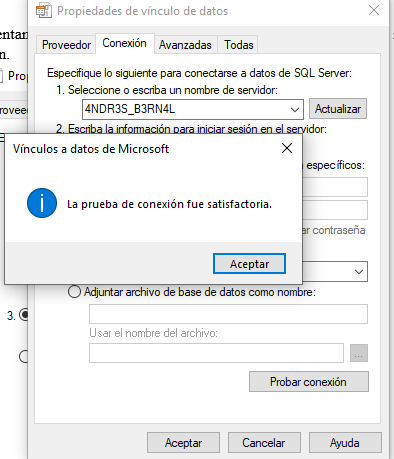 entan
n.
Prop
oveed
E
3.
Propiedades de vínculo de datos
Proveedor Conexión Avanzadas Todas
Especifique lo siguiente para conectarse a datos de SQL Server:
1. Seleccione o escriba un nombre de servidor:
4NDR3S_B3RN4L Actualizar
2. Escriba la información para iniciar sesión en el servidor:
específicos:
ar contraseña
Vínculos a datos de Microsoft
La prueba de conexión fue satisfactoria.
Aceptar
Adjuntar archivo de base de datos como nombre:
Usar el nombre del archivo:
...
Probar conexión
Aceptar Cancelar Ayuda